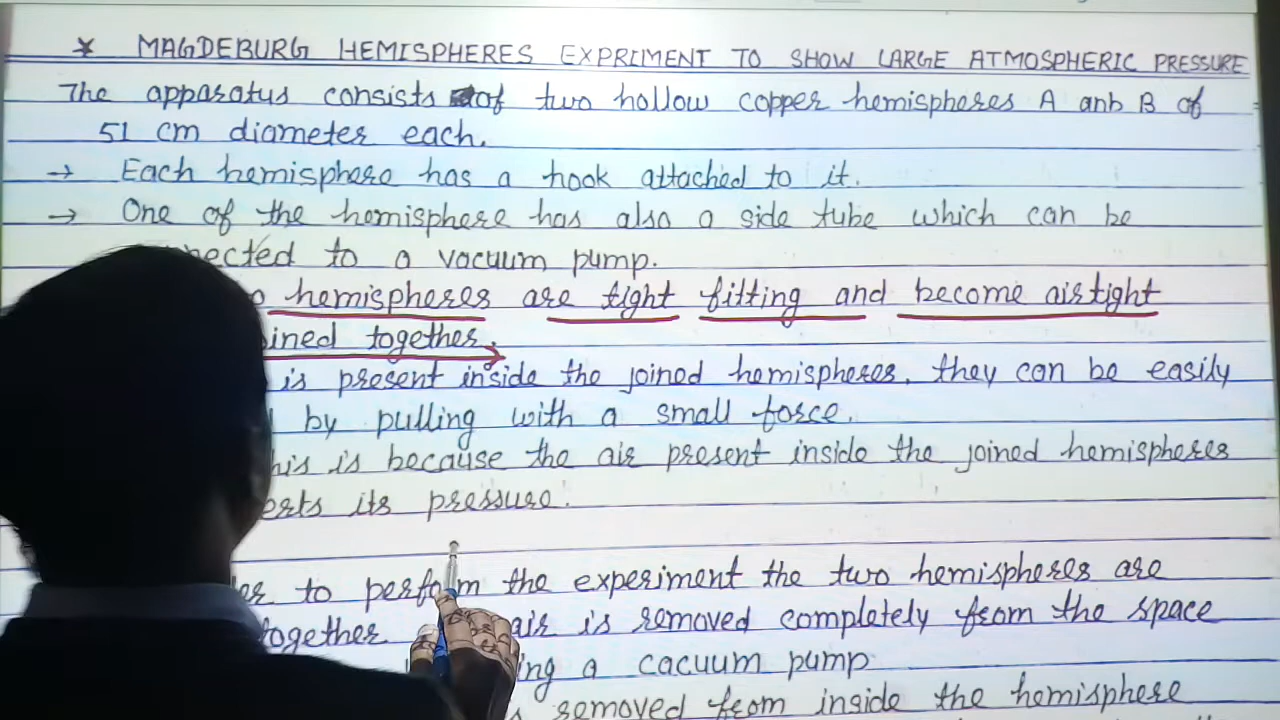 * MAGDEBURG HEMISPHERES EXPRIMENT TO SHOW LARGE ATMOSPHERIC PRESSURE
The apparatus consists of two hollow copper hemispheres A anb B of
51 cm diameter each.
→ Each hemisphere has a hook attached to it.
→ One of the hemisphere has also a side tube which can be
nected to a vacuum pump.
o hemispheres are tight fitting and become airtight
ined together.
is present inside the joined hemispheres, they can be easily
by pulling with a small force.
his is because the air present inside the joined hemispheres
erts its pressure.
er to perform the experiment the two hemispheres are
together air is removed completely from the space
ing a cacuum pump
s removed from inside the hemisphere